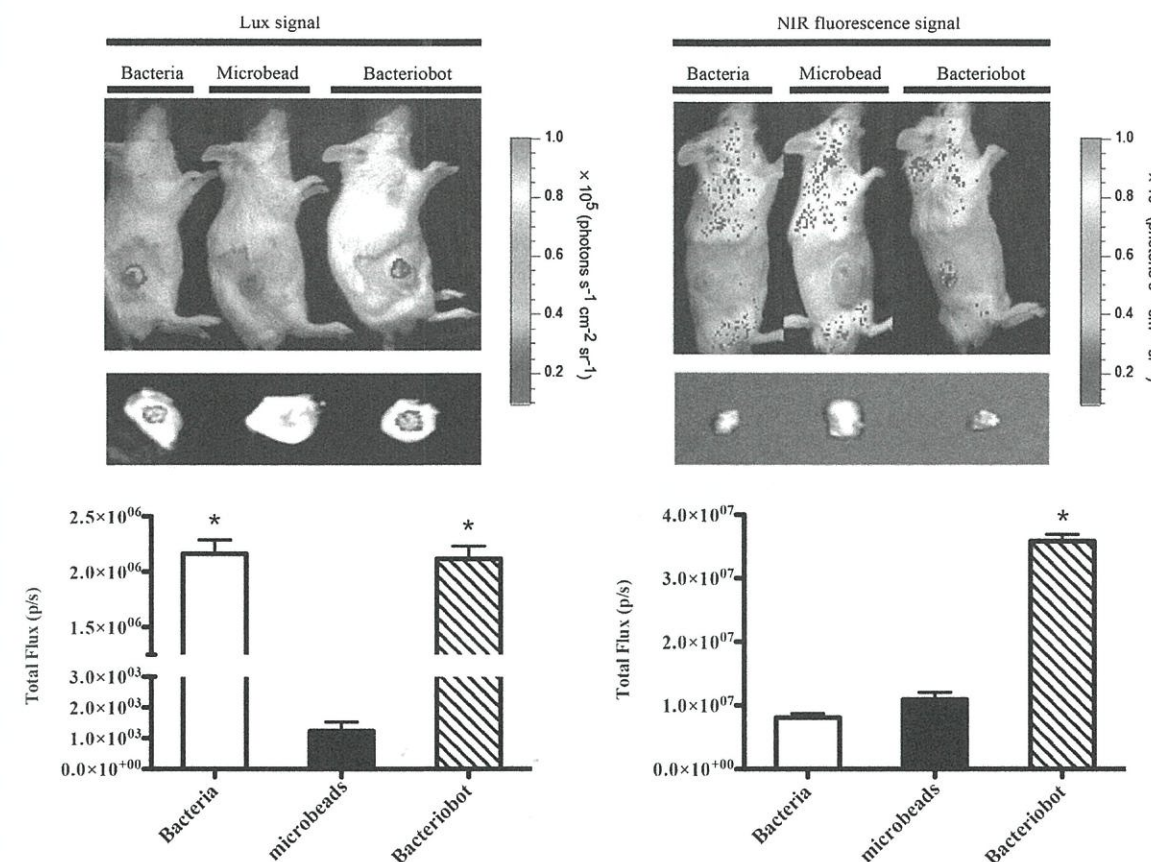 Lux signal
Bacteria Microbead Bacteriobot
1.0
0.8
0.6
0.4
0.2
× 10⁵ (photons s⁻¹ cm⁻² sr⁻¹)
NIR fluorescence signal
Bacteria Microbead Bacteriobot
1.0
0.8
0.6
0.4
0.2
Total Flux (p/s)
2.5×10⁰⁶
2.0×10⁰⁶
1.5×10⁰⁶
3.0×10⁰³
2.0×10⁰³
1.0×10⁰³
0.0×10⁺⁰⁰
*
*
Bacteria
microbeads
Bacteriobot
Total Flux (p/s)
4.0×10⁰⁷
3.0×10⁰⁷
2.0×10⁰⁷
1.0×10⁰⁷
0.0×10⁺⁰⁰
*
Bacteria
microbeads
Bacteriobot